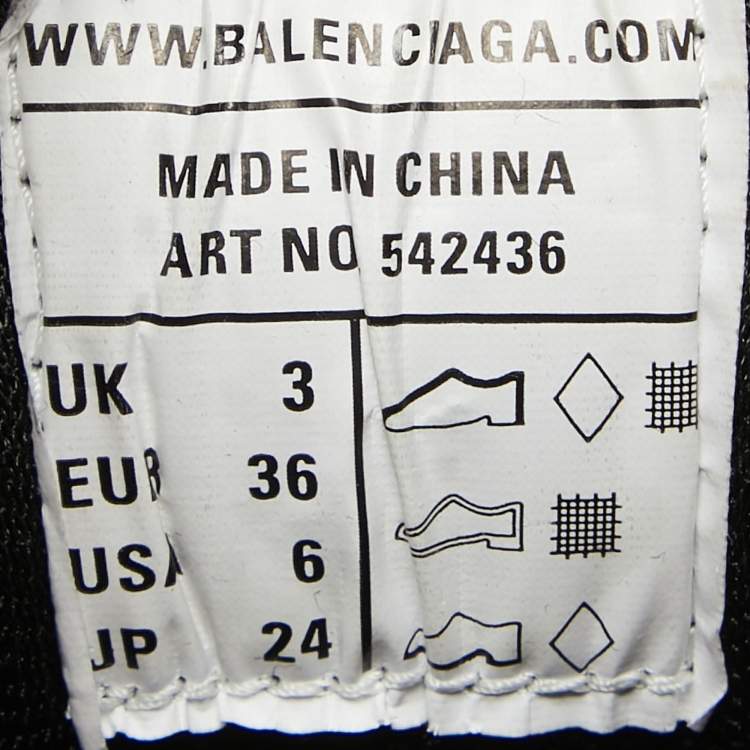 WWW.BALENCIAGA.COM
MADE IN CHINA
ART NO 542436
UK 3
EUR 36
USA 6
JP 24